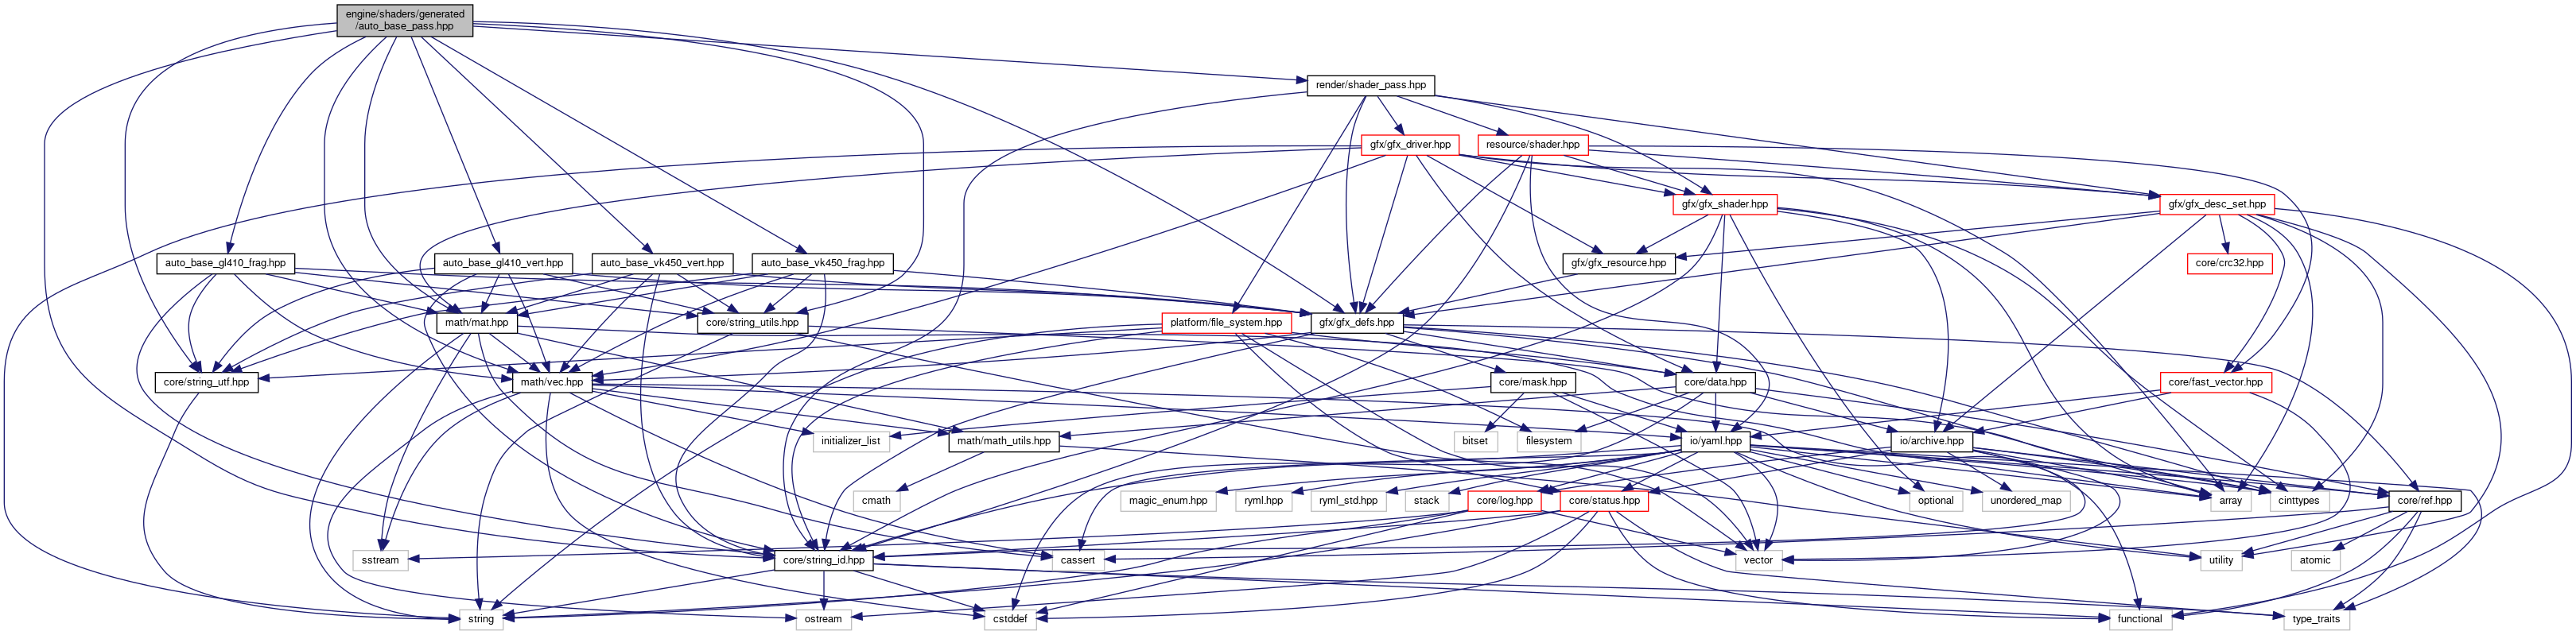 engine/shaders/generated
/auto_base_pass.hpp
render/shader_pass.hpp
gfx/gfx_driver.hpp
resource/shader.hpp
gfx/gfx_shader.hpp
gfx/gfx_desc_set.hpp
auto_base_gl410_frag.hpp
auto_base_gl410_vert.hpp
auto_base_vk450_vert.hpp
auto_base_vk450_frag.hpp
gfx/gfx_resource.hpp
core/crc32.hpp
math/mat.hpp
core/string_utils.hpp
platform/file_system.hpp
gfx/gfx_defs.hpp
core/string_utf.hpp
math/vec.hpp
core/mask.hpp
core/data.hpp
core/fast_vector.hpp
initializer_list
math/math_utils.hpp
bitset
filesystem
io/yaml.hpp
io/archive.hpp
cmath
magic_enum.hpp
ryml.hpp
ryml_std.hpp
stack
core/log.hpp
core/status.hpp
optional
unordered_map
array
cinttypes
core/ref.hpp
sstream
core/string_id.hpp
cassert
vector
utility
atomic
string
ostream
cstddef
functional
type_traits